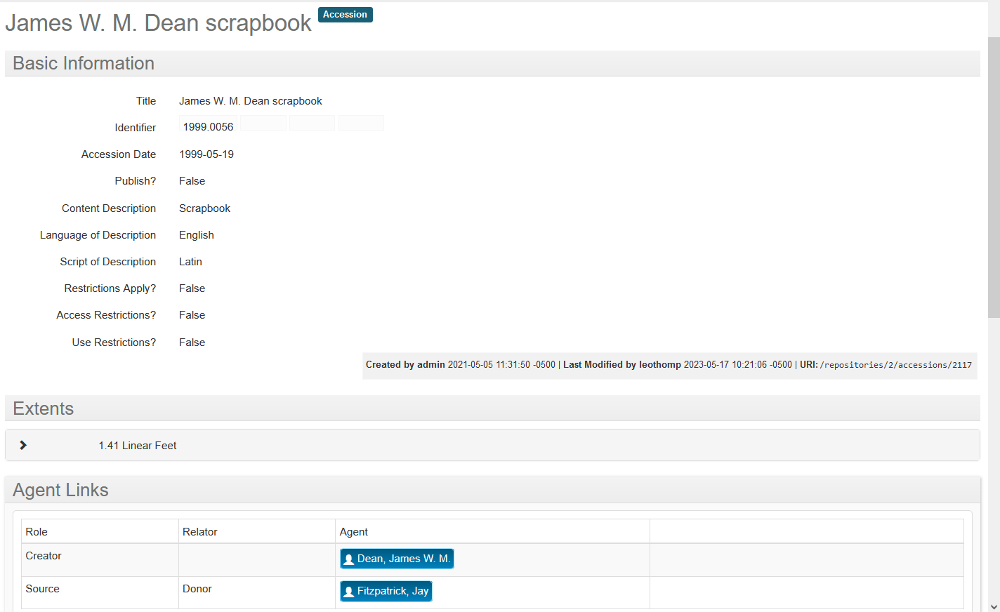 James W. M. Dean scrapbook Accession
Basic Information
Title James W. M. Dean scrapbook
Identifier 1999.0056
Accession Date 1999-05-19
Publish? False
Content Description Scrapbook
Language of Description English
Script of Description Latin
Restrictions Apply? False
Access Restrictions? False
Use Restrictions? False
Created by admin 2021-05-05 11:31:50 -0500 | Last Modified by leothomp 2023-05-17 10:21:06 -0500 | URI: /repositories/2/accessions/2117
Extents
1.41 Linear Feet
Agent Links
Role Relator Agent
Creator Dean, James W. M.
Source Donor Fitzpatrick, Jay